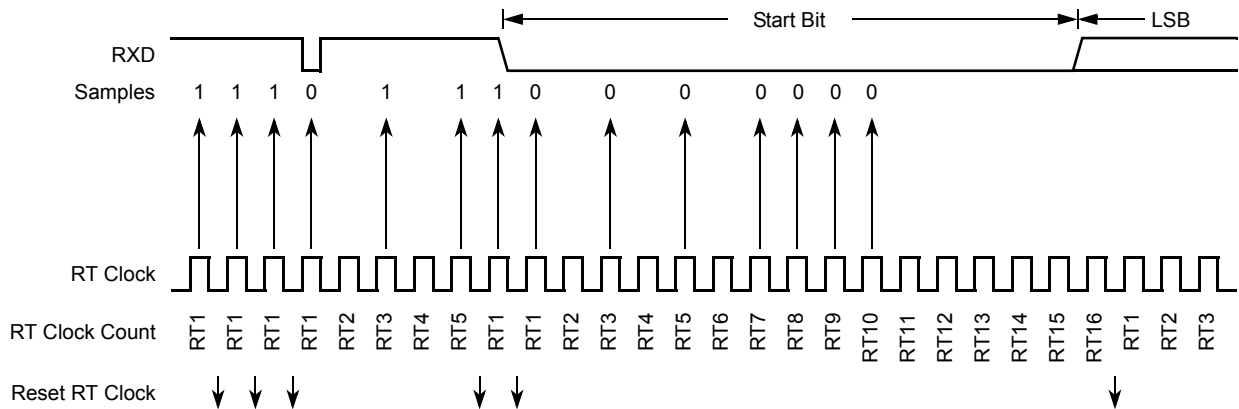 Start Bit LSB
RXD
Samples 1 1 1 0 1 1 1 0 0 0 0 0 0 0
RT Clock
RT Clock Count RT1 RT1 RT1 RT1 RT2 RT3 RT4 RT5 RT1 RT1 RT2 RT3 RT4 RT5 RT6 RT7 RT8 RT9 RT10 RT11 RT12 RT13 RT14 RT15 RT16 RT1 RT2 RT3
Reset RT Clock